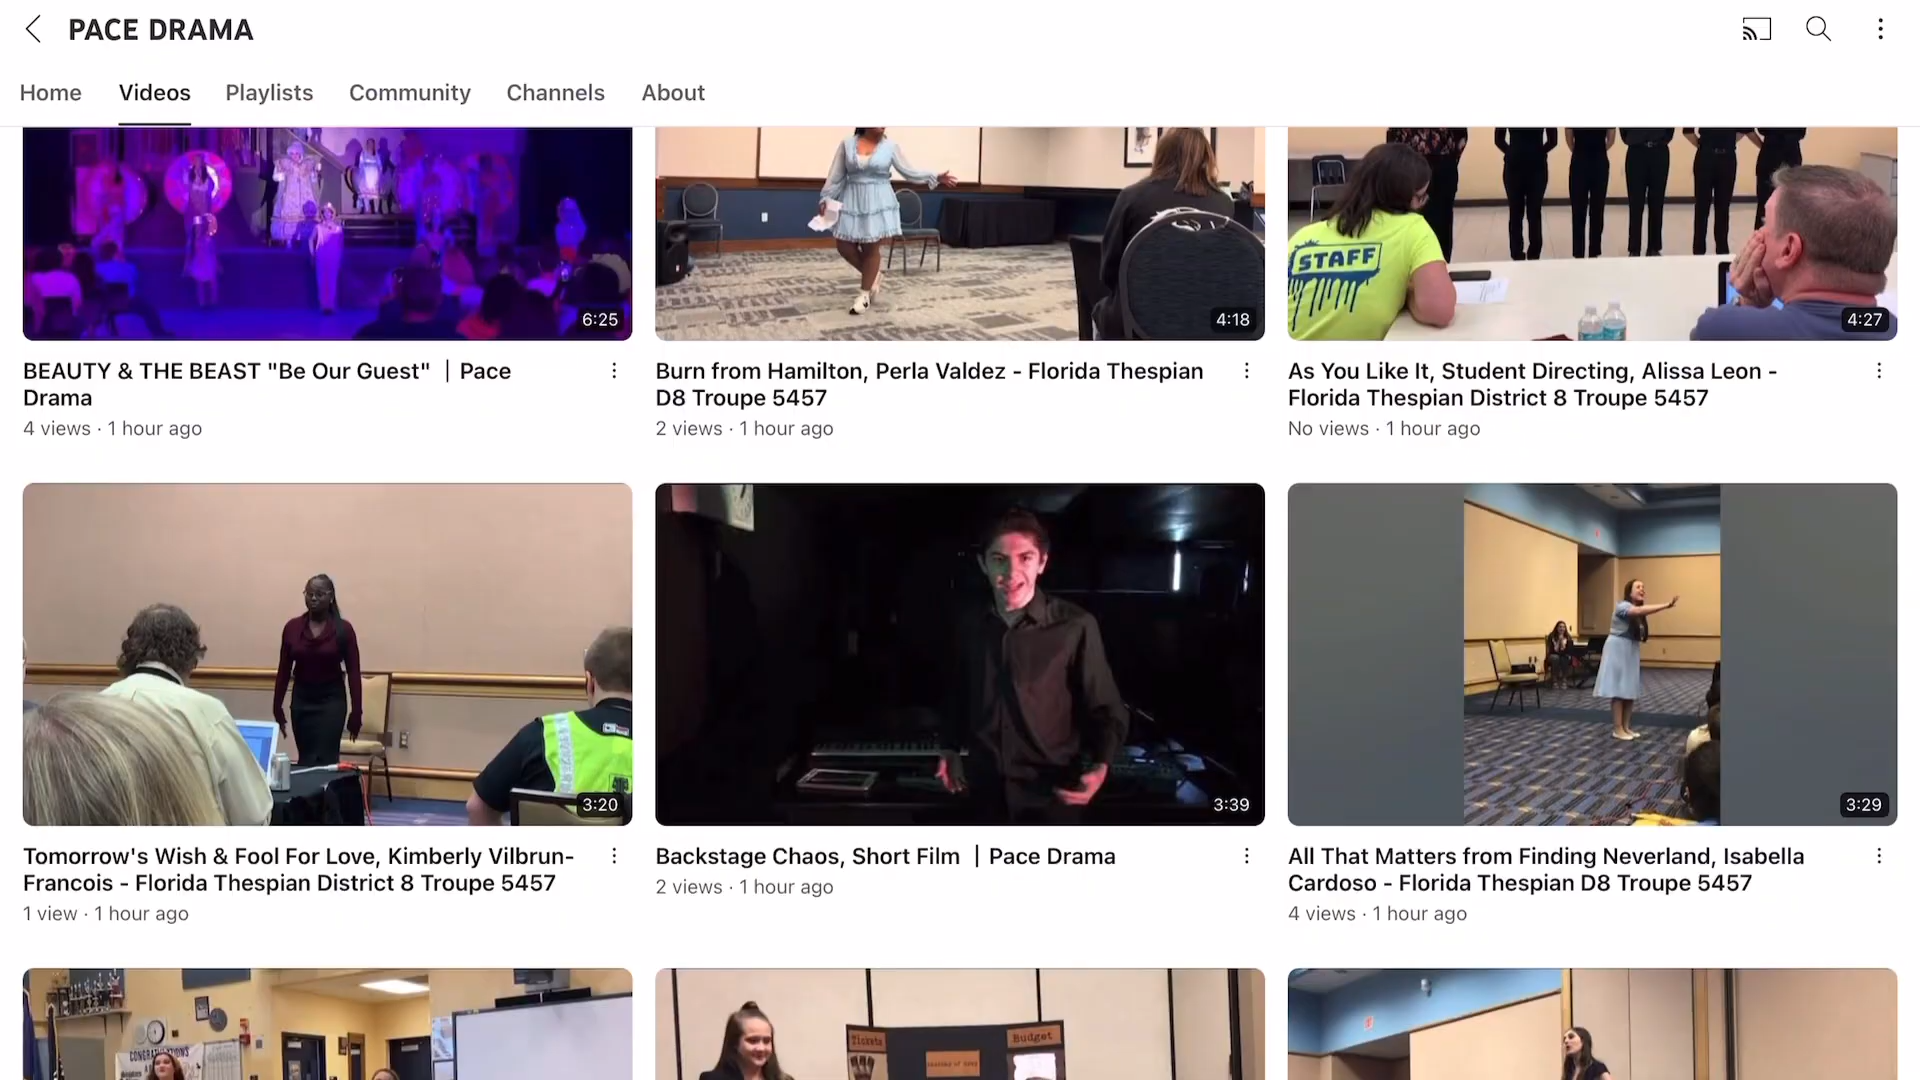 PACE DRAMA
Home Videos Playlists Community Channels About
STAFF
6:25
4:18
4:27
BEAUTY & THE BEAST "Be Our Guest" | Pace
Drama
4 views · 1 hour ago
Burn from Hamilton, Perla Valdez - Florida Thespian
D8 Troupe 5457
2 views · 1 hour ago
As You Like It, Student Directing, Alissa Leon -
Florida Thespian District 8 Troupe 5457
No views · 1 hour ago
3:20
3:39
3:29
Tomorrow's Wish & Fool For Love, Kimberly Vilbrun-
Francois - Florida Thespian District 8 Troupe 5457
1 view · 1 hour ago
Backstage Chaos, Short Film | Pace Drama
2 views · 1 hour ago
All That Matters from Finding Neverland, Isabella
Cardoso - Florida Thespian D8 Troupe 5457
4 views · 1 hour ago
Tickets
Budget